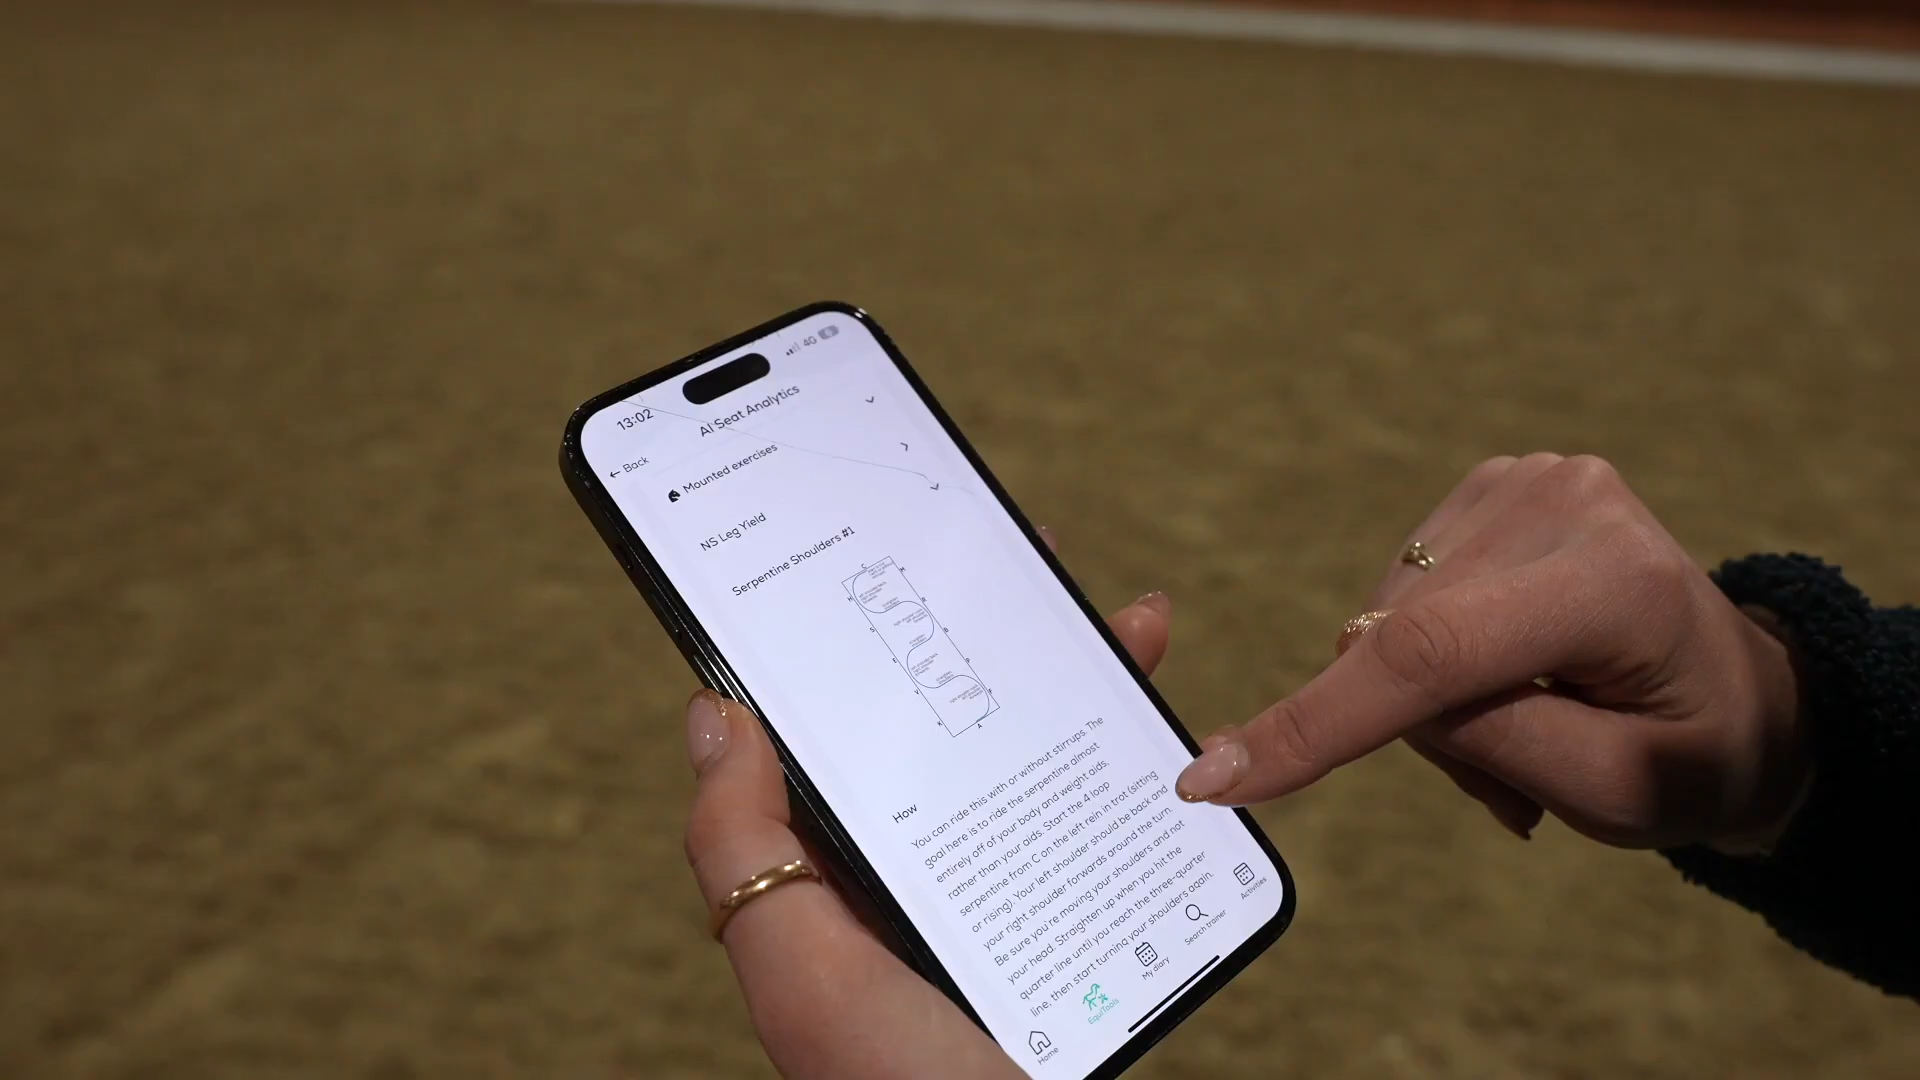 13:02
4G
AI Seat Analytics
← Back
Mounted exercises
NS Leg Yield
Serpentine Shoulders #1
C
H
M
S
R
E
B
V
P
K
F
A
How
You can ride this with or without stirrups. The
goal here is to ride the serpentine almost
entirely off of your body and weight aids,
rather than your aids. Start the 4 loop
serpentine from C on the left rein in trot (sitting
or rising). Your left shoulder should be back and
your right shoulder forwards around the turn.
Be sure you're moving your shoulders and not
your head. Straighten up when you hit the
quarter line until you reach the three-quarter
line, then start turning your shoulders again.
Home
EquiTools
My diary
Search trainer
Activities